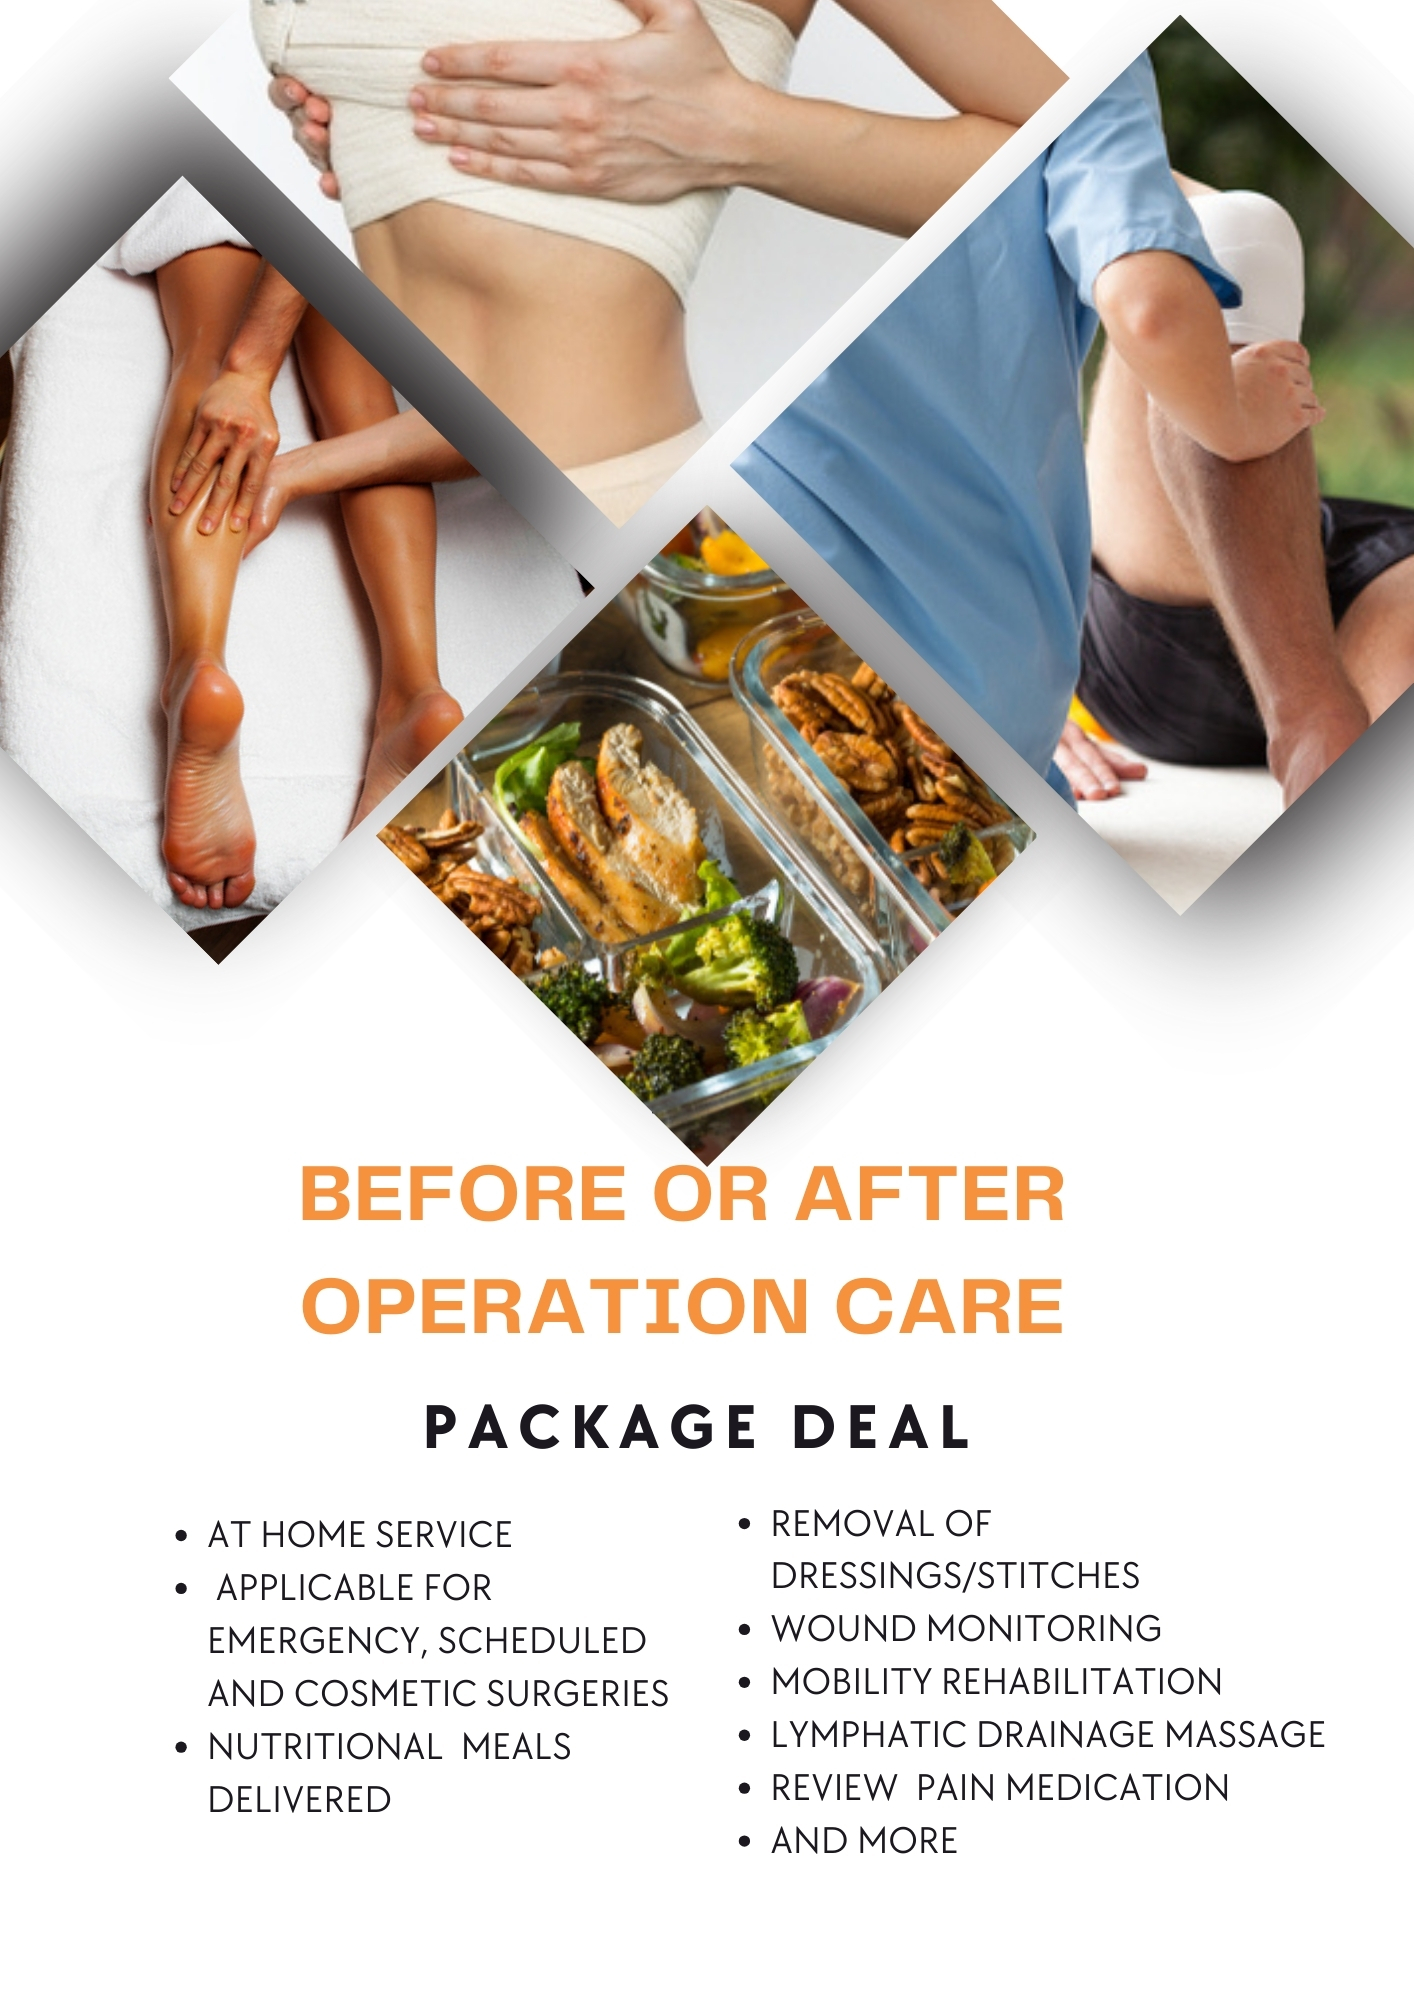 BEFORE OR AFTER
OPERATION CARE
PACKAGE DEAL
• AT HOME SERVICE
• APPLICABLE FOR
EMERGENCY, SCHEDULED
AND COSMETIC SURGERIES
• NUTRITIONAL MEALS
DELIVERED
• REMOVAL OF
DRESSINGS/STITCHES
• WOUND MONITORING
• MOBILITY REHABILITATION
• LYMPHATIC DRAINAGE MASSAGE
• REVIEW PAIN MEDICATION
• AND MORE